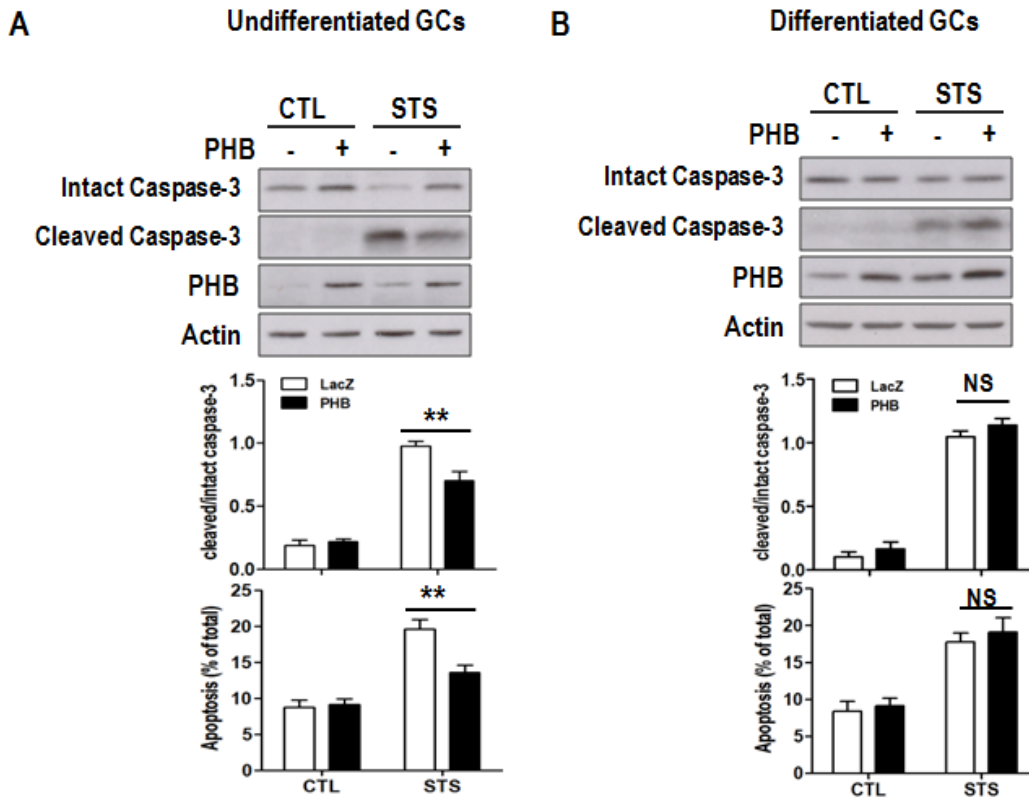 A
Undifferentiated GCs
CTL STS
PHB - + - +
Intact Caspase-3
Cleaved Caspase-3
PHB
Actin
1.5
1.0
0.5
0.0
cleaved/intact caspase-3
LacZ
PHB
**
25
20
15
10
5
0
Apoptosis (% of total)
**
CTL STS
B
Differentiated GCs
CTL STS
PHB - + - +
Intact Caspase-3
Cleaved Caspase-3
PHB
Actin
1.5
1.0
0.5
0.0
cleaved/intact caspase-3
LacZ
PHB
NS
25
20
15
10
5
0
Apoptosis (% of total)
NS
CTL STS